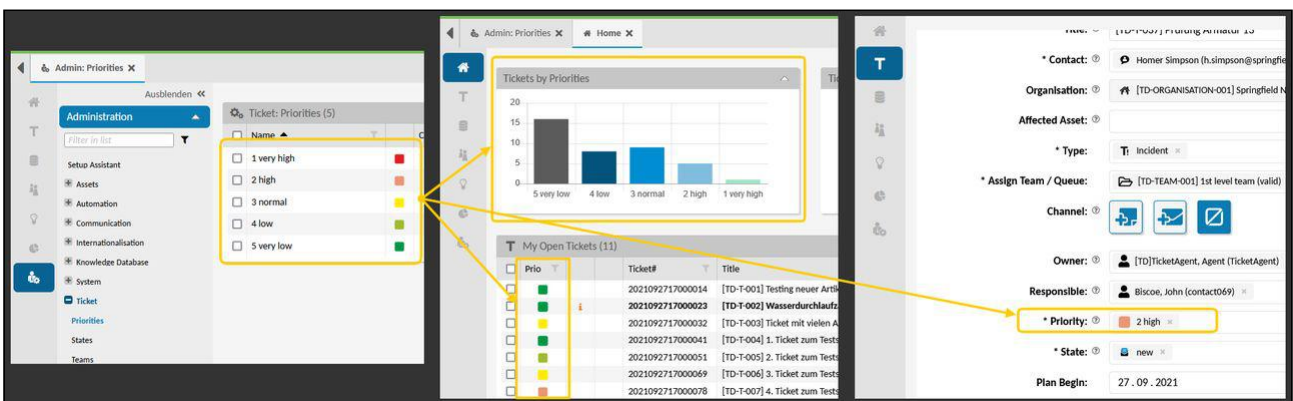 Admin: Priorities
Ausblenden
Administration
Filter in list
Setup Assistant
Assets
Automation
Communication
Internationalisation
Knowledge Database
System
Ticket
Priorities
States
Teams
Ticket: Priorities (5)
Name
1 very high
2 high
3 normal
4 low
5 very low
Admin: Priorities
Home
Tickets by Priorities
20
15
10
5
0
5 very low 4 low 3 normal 2 high 1 very high
My Open Tickets (11)
Prio Ticket# Title
2021092717000014 [TD-T-001] Testing neuer Artik
2021092717000023 [TD-T-002] Wasserdurchlaufz
2021092717000032 [TD-T-003] Ticket mit vielen A
2021092717000041 [TD-T-004] 1. Ticket zum Tests
2021092717000051 [TD-T-005] 2. Ticket zum Tests
2021092717000069 [TD-T-006] 3. Ticket zum Tests
2021092717000078 [TD-T-007] 4. Ticket zum Tests
* Contact: Homer Simpson (h.simpson@springfie
Organisation: [TD-ORGANISATION-001] Springfield N
Affected Asset:
* Type: Incident
* Assign Team / Queue: [TD-TEAM-001] 1st level team (valid)
Channel:
Owner: [TD]TicketAgent, Agent (TicketAgent)
Responsible: Biscoe, John (contact069)
* Priority: 2 high
* State: new
Plan Begin: 27.09.2021